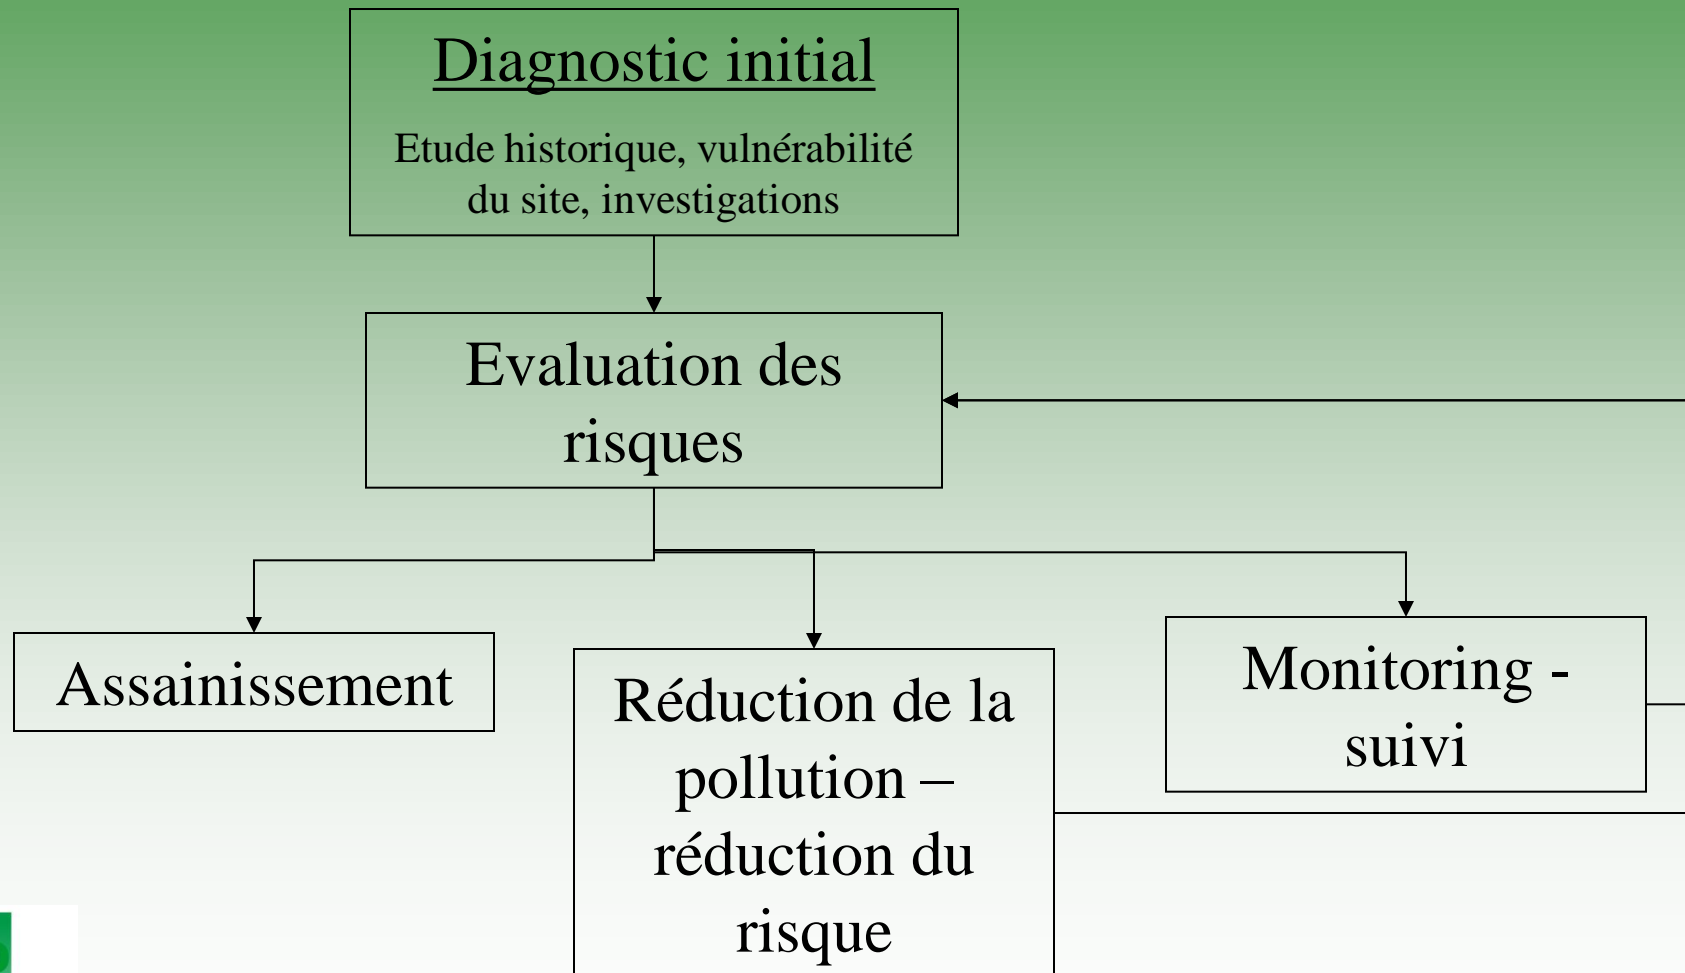 Diagnostic initial
Etude historique, vulnérabilité
du site, investigations
Evaluation des
risques
Assainissement
Réduction de la
pollution –
réduction du
risque
Monitoring -
suivi